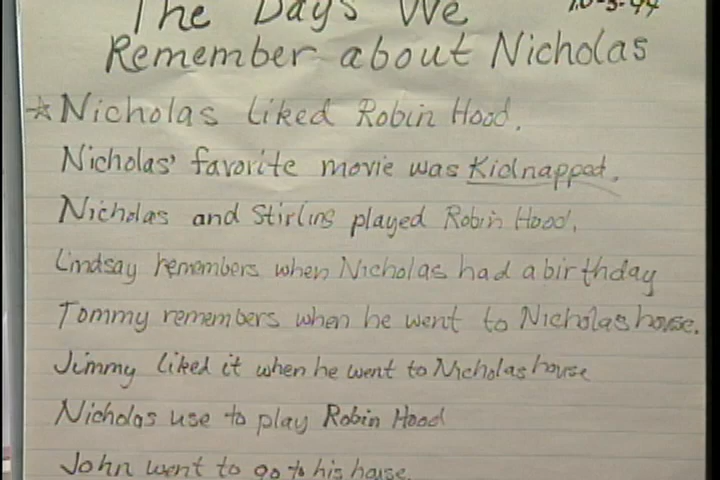 The Days We 10-5-94
Remember about Nicholas
☆Nicholas liked Robin Hood.
Nicholas' favorite movie was Kidnapped.
Nicholas and Stirling played Robin Hood.
Lindsay remembers when Nicholas had a birthday
Tommy remembers when he went to Nicholas house.
Jimmy liked it when he went to Nicholas house
Nicholas use to play Robin Hood
John went to go to his house.